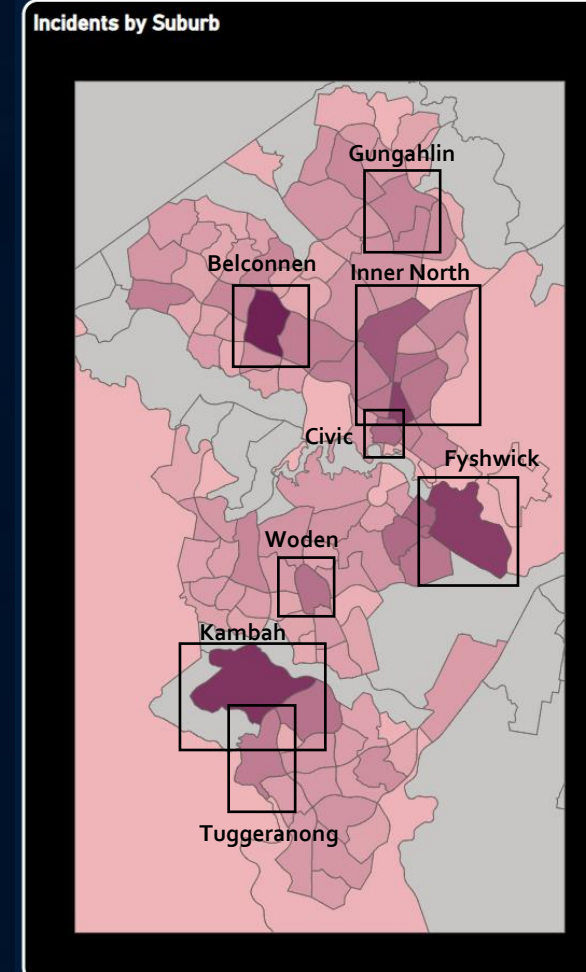 Incidents by Suburb
Gungahlin
Belconnen
Inner North
Civic
Fyshwick
Woden
Kambah
Tuggeranong